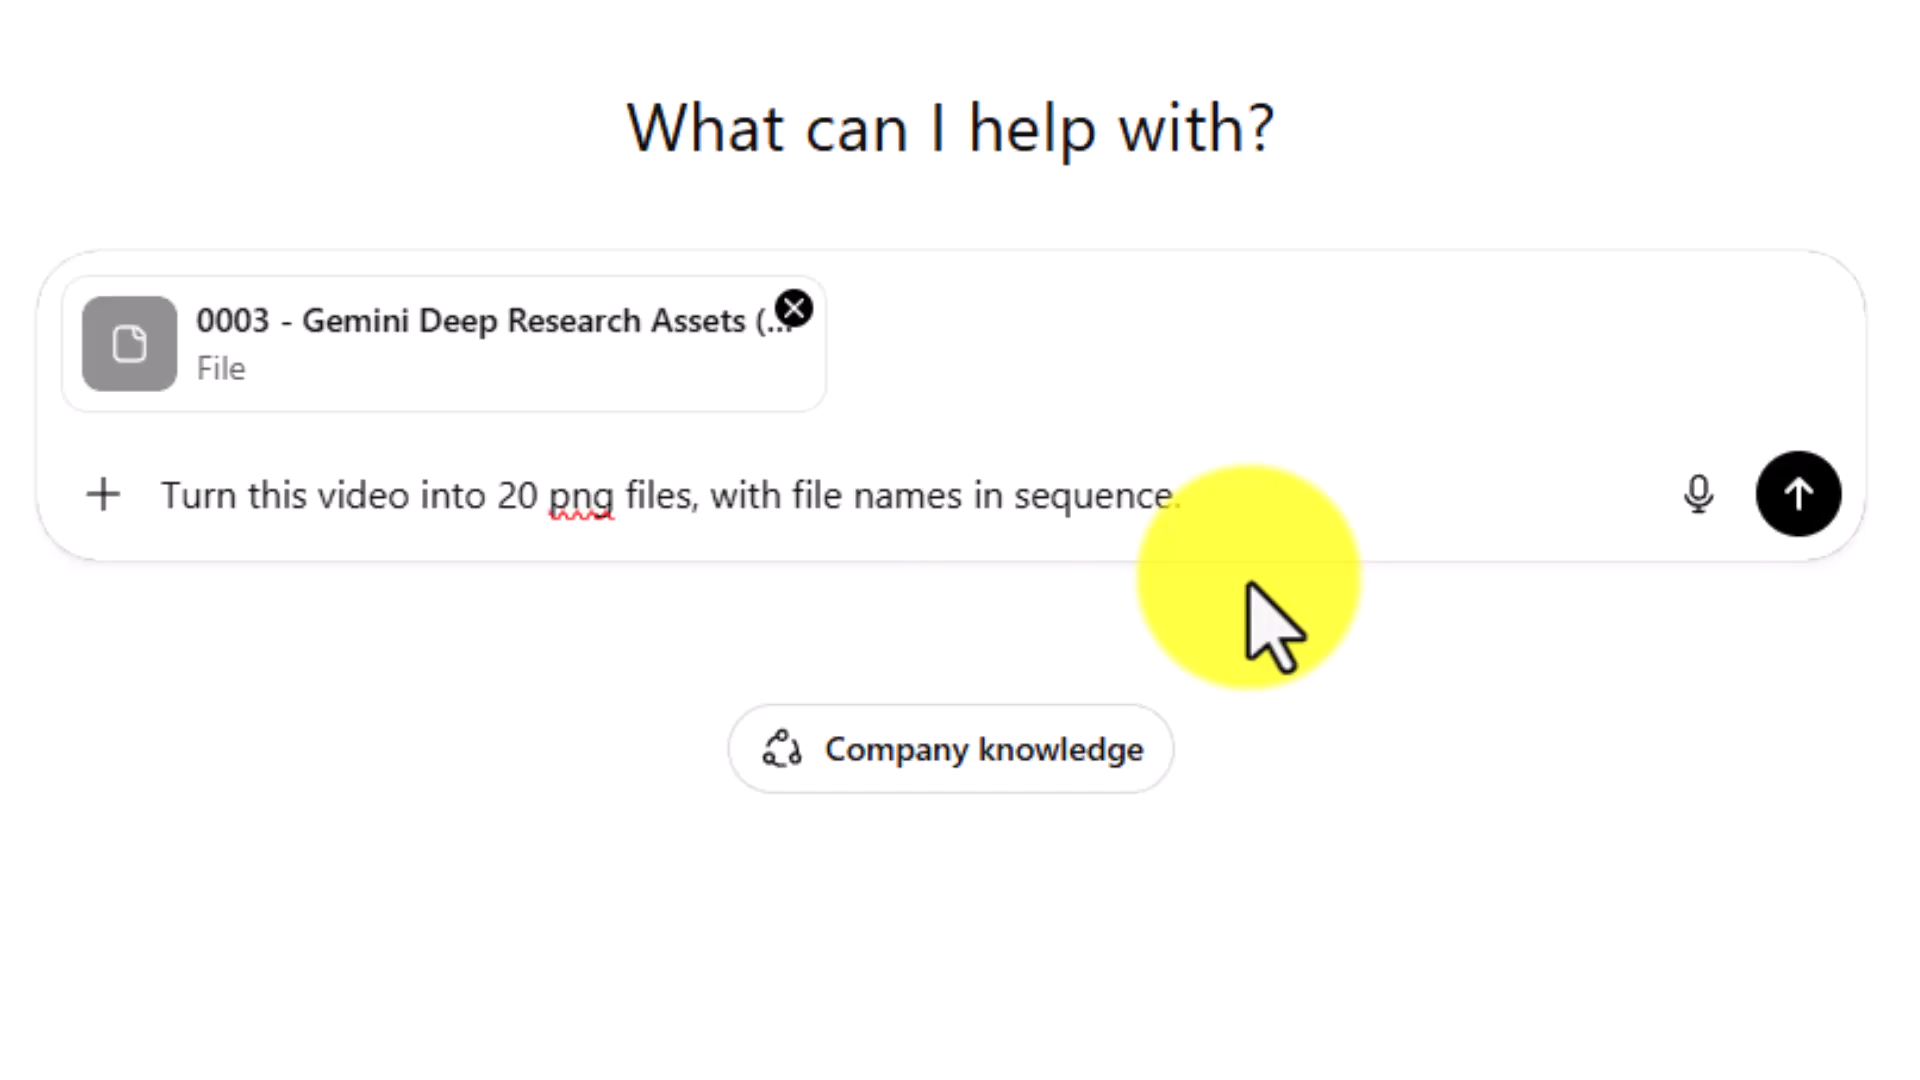 What can I help with?
0003 - Gemini Deep Research Assets (...
File
Turn this video into 20 png files, with file names in sequence.
Company knowledge